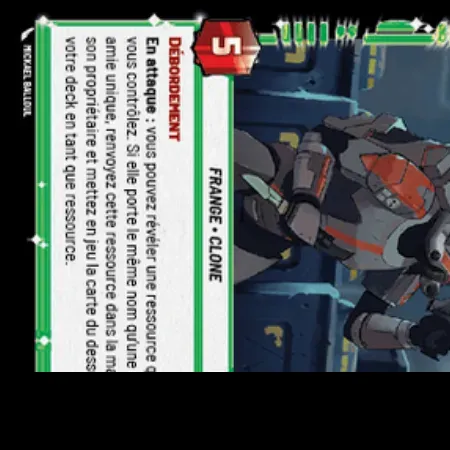 5
FRANGE • CLONE
DÉBORDEMENT
En attaque : vous pouvez révéler une ressource
vous contrôlez. Si elle porte le même nom qu'une
amie unique, renvoyez cette ressource dans la
son propriétaire et mettez en jeu la carte du
votre deck en tant que ressource.
MICKAEL BALLOUL